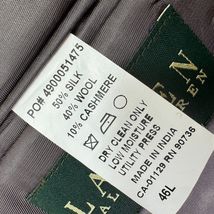 PO# 4900051475
50% SILK
40% WOOL
10% CASHMERE
DRY CLEAN ONLY
LOW MOISTURE
UTILITY PRESS
MADE IN INDIA
CA-01129 RN 90736
46L